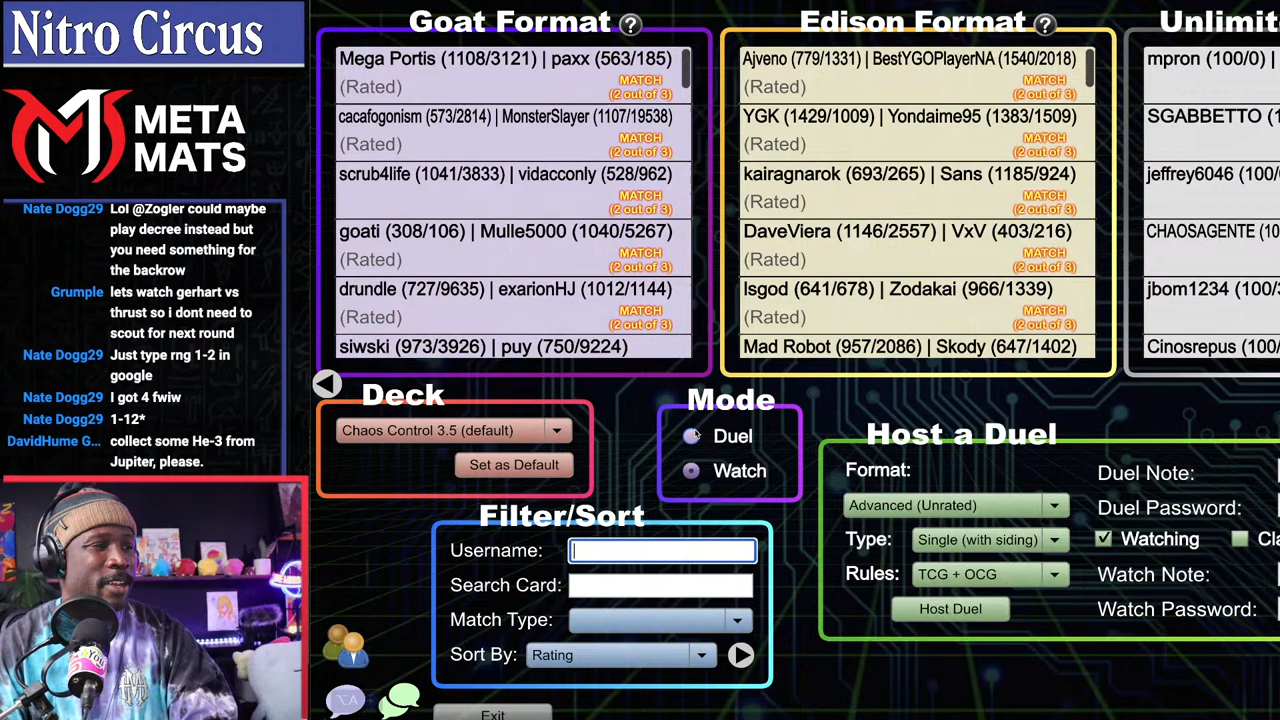 Nitro Circus
META
MATS
Nate Dogg29 Lol @Zogler could maybe
play decree instead but
you need something for
the backrow
Grumple lets watch gerhart vs
thrust so i dont need to
scout for next round
Nate Dogg29 Just type rng 1-2 in
google
Nate Dogg29 I got 4 fwiw
Nate Dogg29 1-12*
DavidHume G... collect some He-3 from
Jupiter, please.
Goat Format ?
Mega Portis (1108/3121) | paxx (563/185)
(Rated) MATCH
(2 out of 3)
cacafogonism (573/2814) | MonsterSlayer (1107/19538)
(Rated) MATCH
(2 out of 3)
scrub4life (1041/3833) | vidacconly (528/962)
MATCH
(2 out of 3)
goati (308/106) | Mulle5000 (1040/5267)
(Rated) MATCH
(2 out of 3)
drundle (727/9635) | exarionHJ (1012/1144)
(Rated) MATCH
(2 out of 3)
siwski (973/3926) | puy (750/9224)
Edison Format ?
Ajveno (779/1331) | BestYGOPlayerNA (1540/2018)
(Rated) MATCH
(2 out of 3)
YGK (1429/1009) | Yondaime95 (1383/1509)
(Rated) MATCH
(2 out of 3)
kairagnarok (693/265) | Sans (1185/924)
(Rated) MATCH
(2 out of 3)
DaveViera (1146/2557) | VxV (403/216)
(Rated) MATCH
(2 out of 3)
Isgod (641/678) | Zodakai (966/1339)
(Rated) MATCH
(2 out of 3)
Mad Robot (957/2086) | Skody (647/1402)
Unlimit
mpron (100/0) |
SGABBETTO (1
jeffrey6046 (100/
CHAOSAGENTE (10
jbom1234 (100/
Cinosrepus (100/
Deck
Chaos Control 3.5 (default)
Set as Default
Mode
Duel
Watch
Filter/Sort
Username:
Search Card:
Match Type:
Sort By: Rating
Exit
Host a Duel
Format:
Advanced (Unrated)
Type: Single (with siding)
Rules: TCG + OCG
Host Duel
Duel Note:
Duel Password:
Watching Cla
Watch Note:
Watch Password: